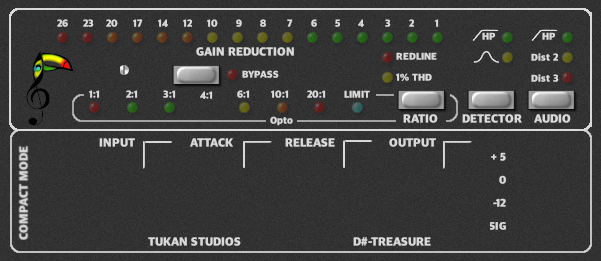 26 23 20 17 14 12 10 9 8 7 6 5 4 3 2 1
GAIN REDUCTION
HP HP
REDLINE Dist 2
BYPASS 1% THD Dist 3
1:1 2:1 3:1 4:1 6:1 10:1 20:1 LIMIT
Opto RATIO DETECTOR AUDIO
COMPACT MODE
INPUT ATTACK RELEASE OUTPUT
+ 5
0
-12
SIG
TUKAN STUDIOS D#-TREASURE